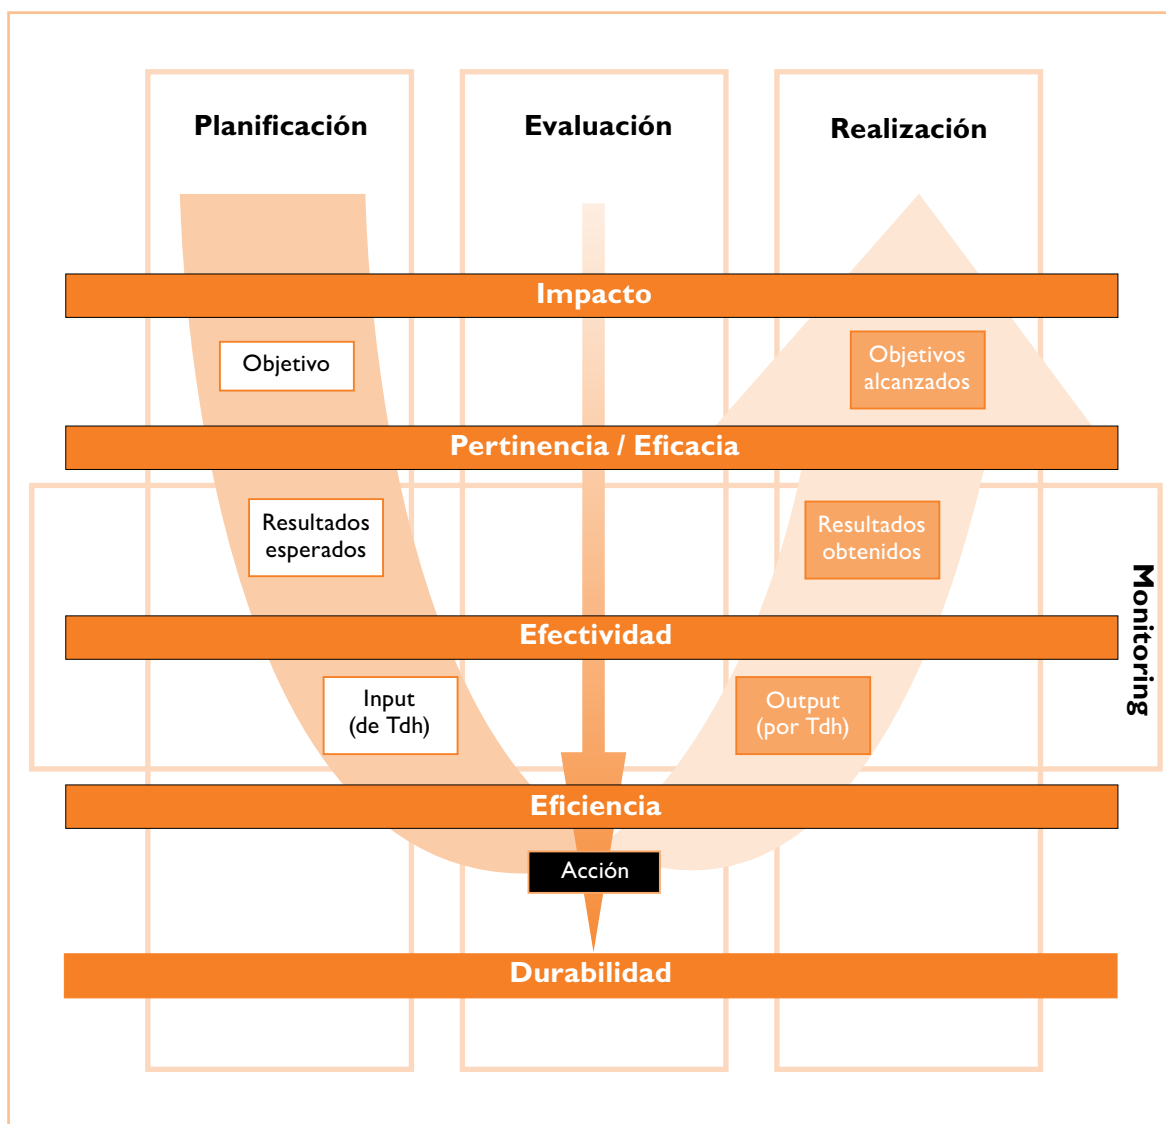 Planificación
Evaluación
Realización
Impacto
Objetivo
Objetivos
alcanzados
Pertinencia / Eficacia
Resultados
esperados
Resultados
obtenidos
Monitoring
Efectividad
Input
(de Tdh)
Output
(por Tdh)
Eficiencia
Acción
Durabilidad